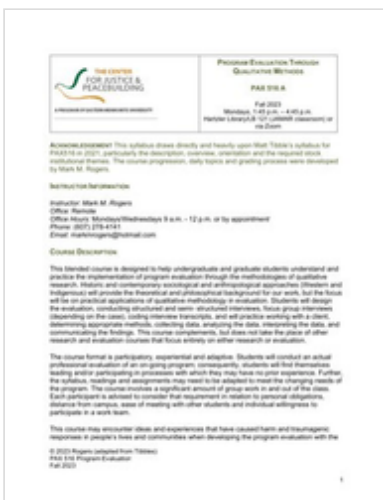 THE CENTER
FOR JUSTICE &
PEACEBUILDING
A PROGRAM OF EASTERN MENNONITE UNIVERSITY
PROGRAM EVALUATION THROUGH
QUALITATIVE METHODS
PAX 516 A
Fall 2023
Mondays, 1:45 p.m. – 4:45 p.m.
Hartzler Library/LB 121 (JAMAR classroom) or
via Zoom
ACKNOWLEDGEMENT This syllabus draws directly and heavily upon Matt Tibbles's syllabus for
PAX516 in 2021, particularly the description, overview, orientation and the required stock
institutional themes. The course progression, daily topics and grading process were developed
by Mark M. Rogers.
INSTRUCTOR INFORMATION:
Instructor: Mark M. Rogers
Office: Remote
Office Hours: Mondays/Wednesdays 9 a.m. - 12 p.m. or by appointment
Phone: (607) 278-4141
Email: markmrogers@hotmail.com
COURSE DESCRIPTION:
This blended course is designed to help undergraduate and graduate students understand and
practice the implementation of program evaluation through the methodologies of qualitative
research. Historic and contemporary sociological and anthropological approaches (Western and
Indigenous) will provide the theoretical and philosophical background for our work, but the focus
will be on practical applications of qualitative methodology in evaluation. Students will design
the evaluation, conducting structured and semi- structured interviews, focus group interviews
(depending on the case), coding interview transcripts, and will practice working with a client,
determining appropriate methods, collecting data, analyzing the data, interpreting the data, and
communicating the findings. This course complements, but does not take the place of other
research and evaluation courses that focus entirely on either research or evaluation.
The course format is participatory, experiential and adaptive. Students will conduct an actual
professional evaluation of an on-going program; consequently, students will find themselves
leading and/or participating in processes with which they may have no prior experience. Further,
the syllabus, readings and assignments may need to be adapted to meet the changing needs of
the program. The course involves a significant amount of group work in and out of the class.
Each participant is advised to consider that requirement in relation to personal obligations,
distance from campus, ease of meeting with other students and individual willingness to
participate in a work team.
This course may encounter ideas and experiences that have caused harm and traumagenic
responses in people's lives and communities when developing the program evaluation with the
© 2023 Rogers (adapted from Tibbles)
PAX 516 Program Evaluation
Fall 2023
1